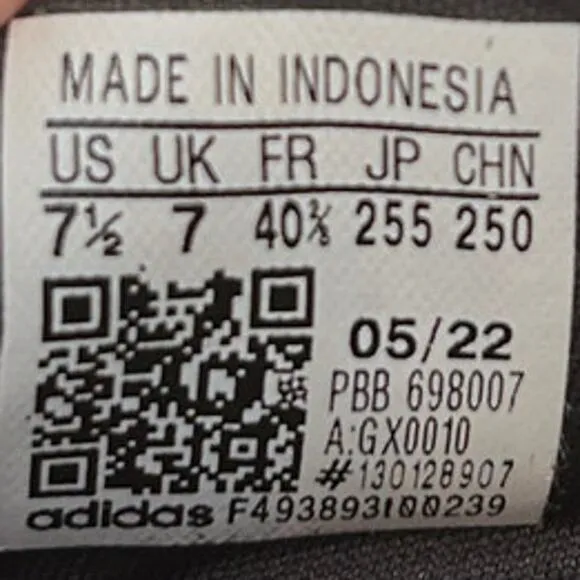 MADE IN INDONESIA
US UK FR JP CHN
7½ 7 40⅔ 255 250
05/22
PBB 698007
A:GX0010
#130128907
adidas F493893t00239